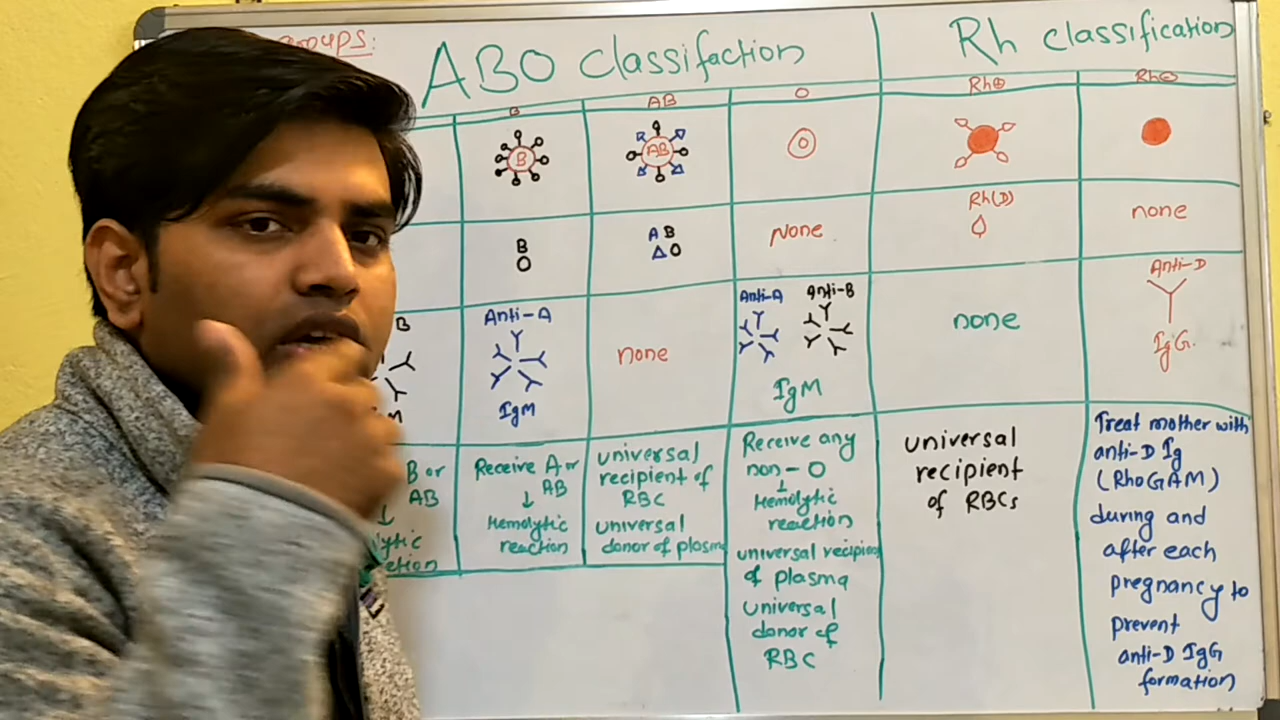 groups:
ABO classifaction
Rh classification
B
AB
O
Rh⊕
Rh⊖
B
AB
O
B
O
A B
△ O
None
Rh(D)
none
B
Anti-A
IgM
none
Anti-A
Anti-B
IgM
none
Anti-D
IgG.
B or
AB
↓
Receive A or
AB
↓
Hemolytic
reaction
universal
recipient of
RBC
universal
donor of plasma
Receive any
non-O
↓
Hemolytic
reaction
universal recipien
of plasma
universal
donor of
RBC
universal
recipient
of RBCs
Treat mother with
anti-D Ig
(RhoGAM)
during and
after each
pregnancy to
prevent
anti-D IgG
formation